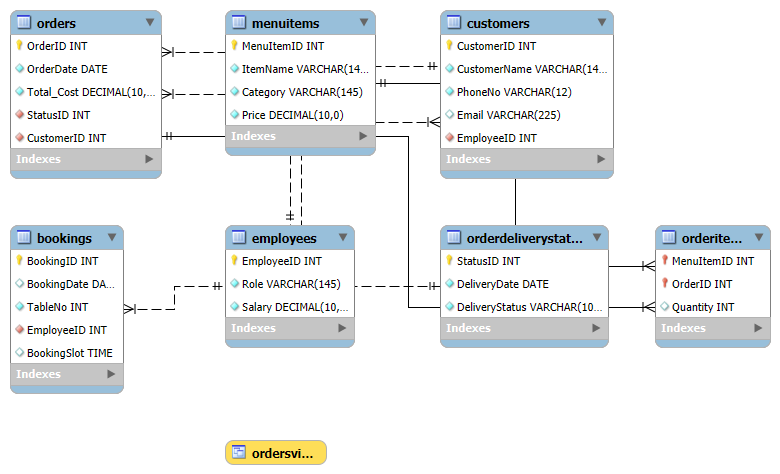 orders
OrderID INT
OrderDate DATE
Total_Cost DECIMAL(10,...
StatusID INT
CustomerID INT
Indexes
menuitems
MenuItemID INT
ItemName VARCHAR(14...
Category VARCHAR(145)
Price DECIMAL(10,0)
Indexes
customers
CustomerID INT
CustomerName VARCHAR(14...
PhoneNo VARCHAR(12)
Email VARCHAR(225)
EmployeeID INT
Indexes
bookings
BookingID INT
BookingDate DA...
TableNo INT
EmployeeID INT
BookingSlot TIME
Indexes
employees
EmployeeID INT
Role VARCHAR(145)
Salary DECIMAL(10,...
Indexes
orderdeliverystat...
StatusID INT
DeliveryDate DATE
DeliveryStatus VARCHAR(10...
Indexes
orderite...
MenuItemID INT
OrderID INT
Quantity INT
Indexes
ordersvi...